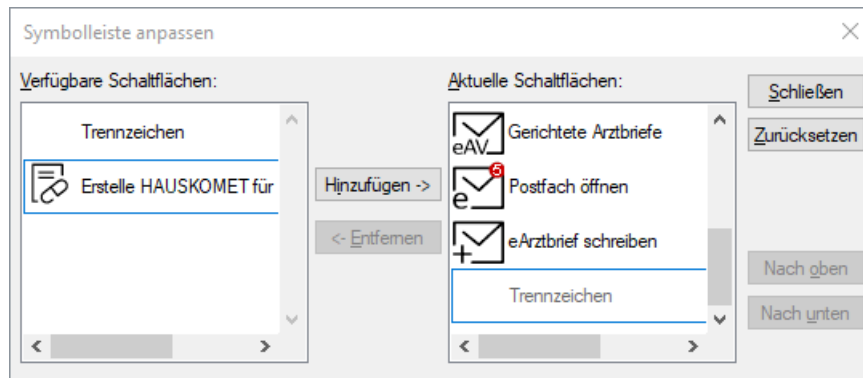 Symbolleiste anpassen
Verfügbare Schaltflächen:
Trennzeichen
Erstelle HAUSKOMET für
Hinzufügen ->
<- Entfernen
Aktuelle Schaltflächen:
eAV Gerichtete Arztbriefe
e 5 Postfach öffnen
eArztbrief schreiben
Trennzeichen
Schließen
Zurücksetzen
Nach oben
Nach unten